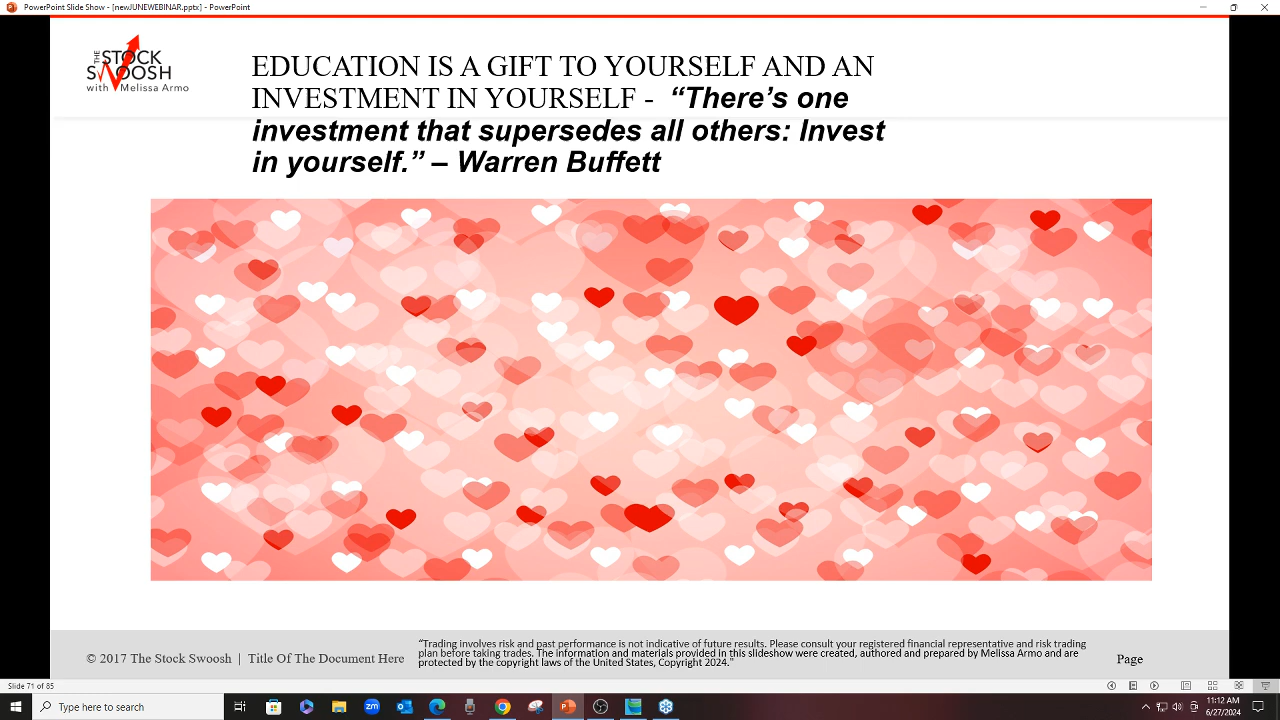 PowerPoint Slide Show - [newJUNEWEBINAR.pptx] - PowerPoint
THE STOCK
SWOOSH
with Melissa Armo
EDUCATION IS A GIFT TO YOURSELF AND AN
INVESTMENT IN YOURSELF - “There’s one
investment that supersedes all others: Invest
in yourself.” – Warren Buffett
© 2017 The Stock Swoosh | Title Of The Document Here
“Trading involves risk and past performance is not indicative of future results. Please consult your registered financial representative and risk trading
plan before taking trades. The information and materials provided in this slideshow were created, authored and prepared by Melissa Armo and are
protected by the copyright laws of the United States, Copyright 2024."
Page
Slide 71 of 85
Type here to search
zm
11:12 AM
6/27/2024